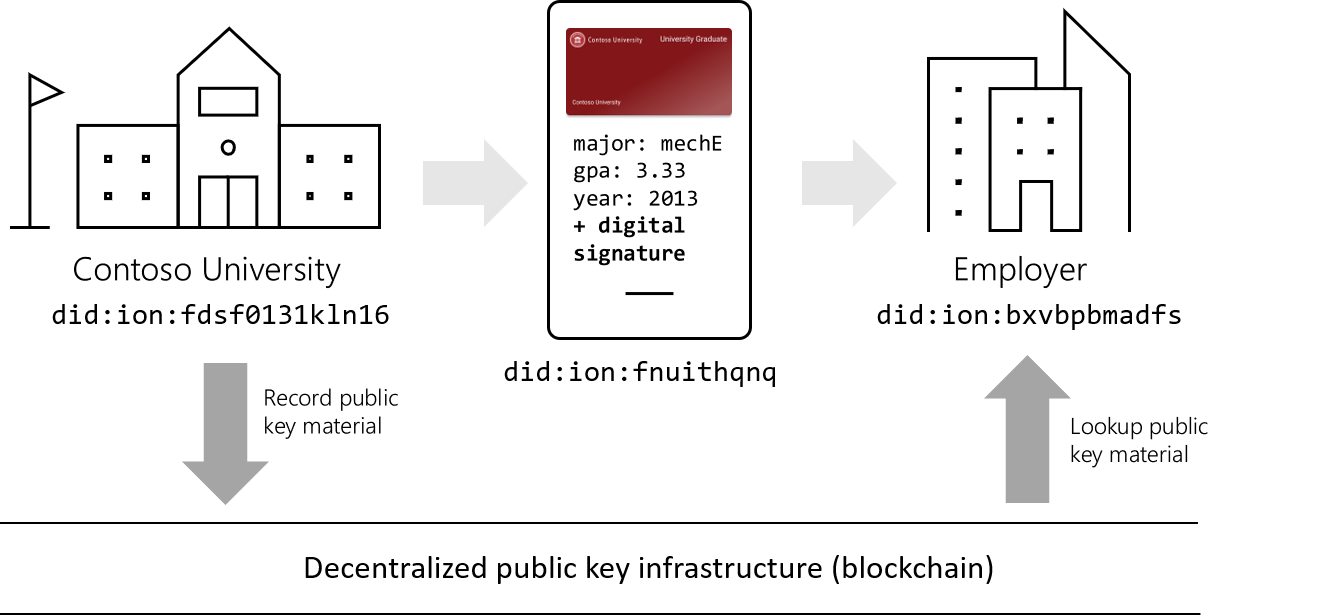 Contoso University
University Graduate
Contoso University
major: mechE
gpa: 3.33
year: 2013
+ digital
signature
Contoso University
did:ion:fdsf0131kln16
Employer
did:ion:bxvbpbmadfs
did:ion:fnuithqnq
Record public
key material
Lookup public
key material
Decentralized public key infrastructure (blockchain)